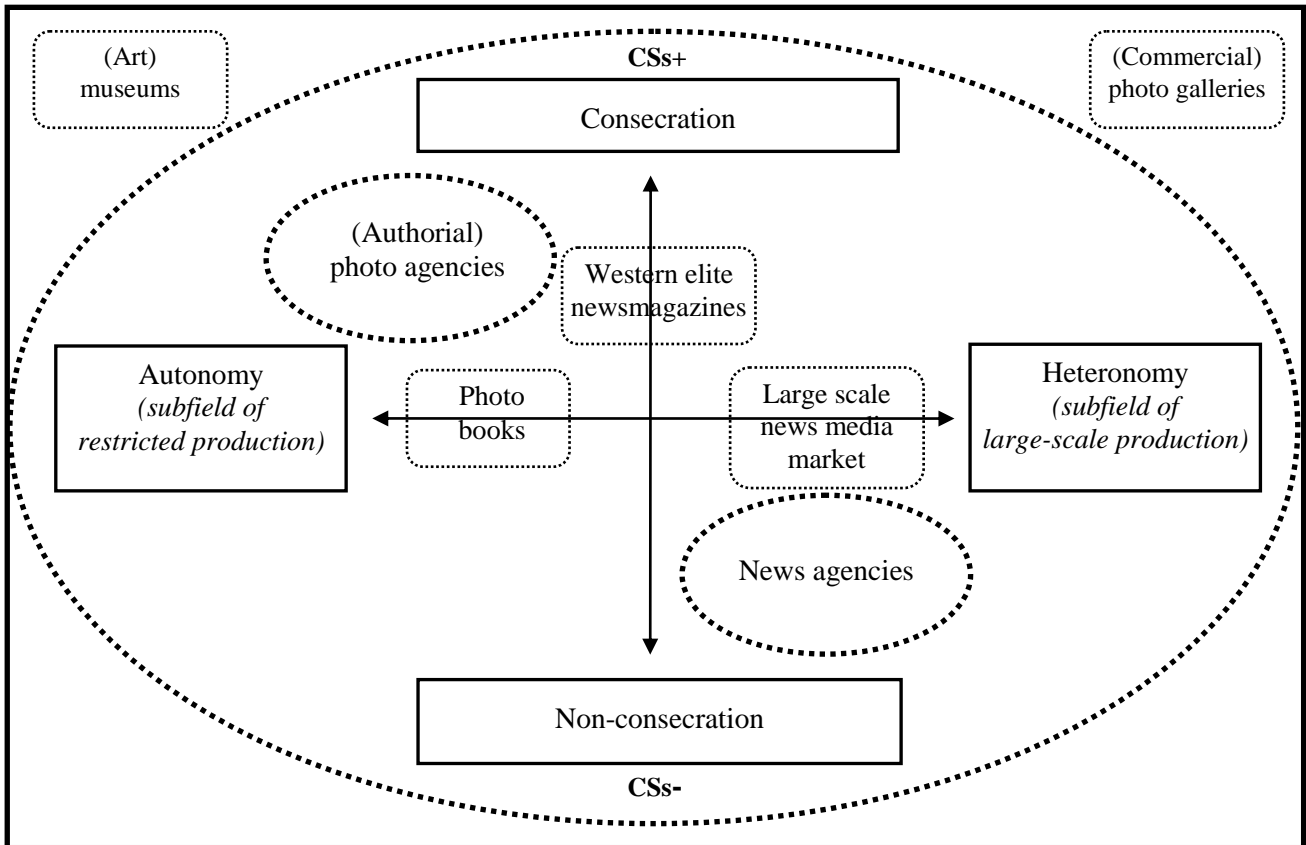 (Art)
museums
CSs+
(Commercial)
photo galleries
Consecration
(Authorial)
photo agencies
Western elite
newsmagazines
Autonomy
(subfield of
restricted production)
Photo
books
Large scale
news media
market
Heteronomy
(subfield of
large-scale production)
News agencies
Non-consecration
CSs-